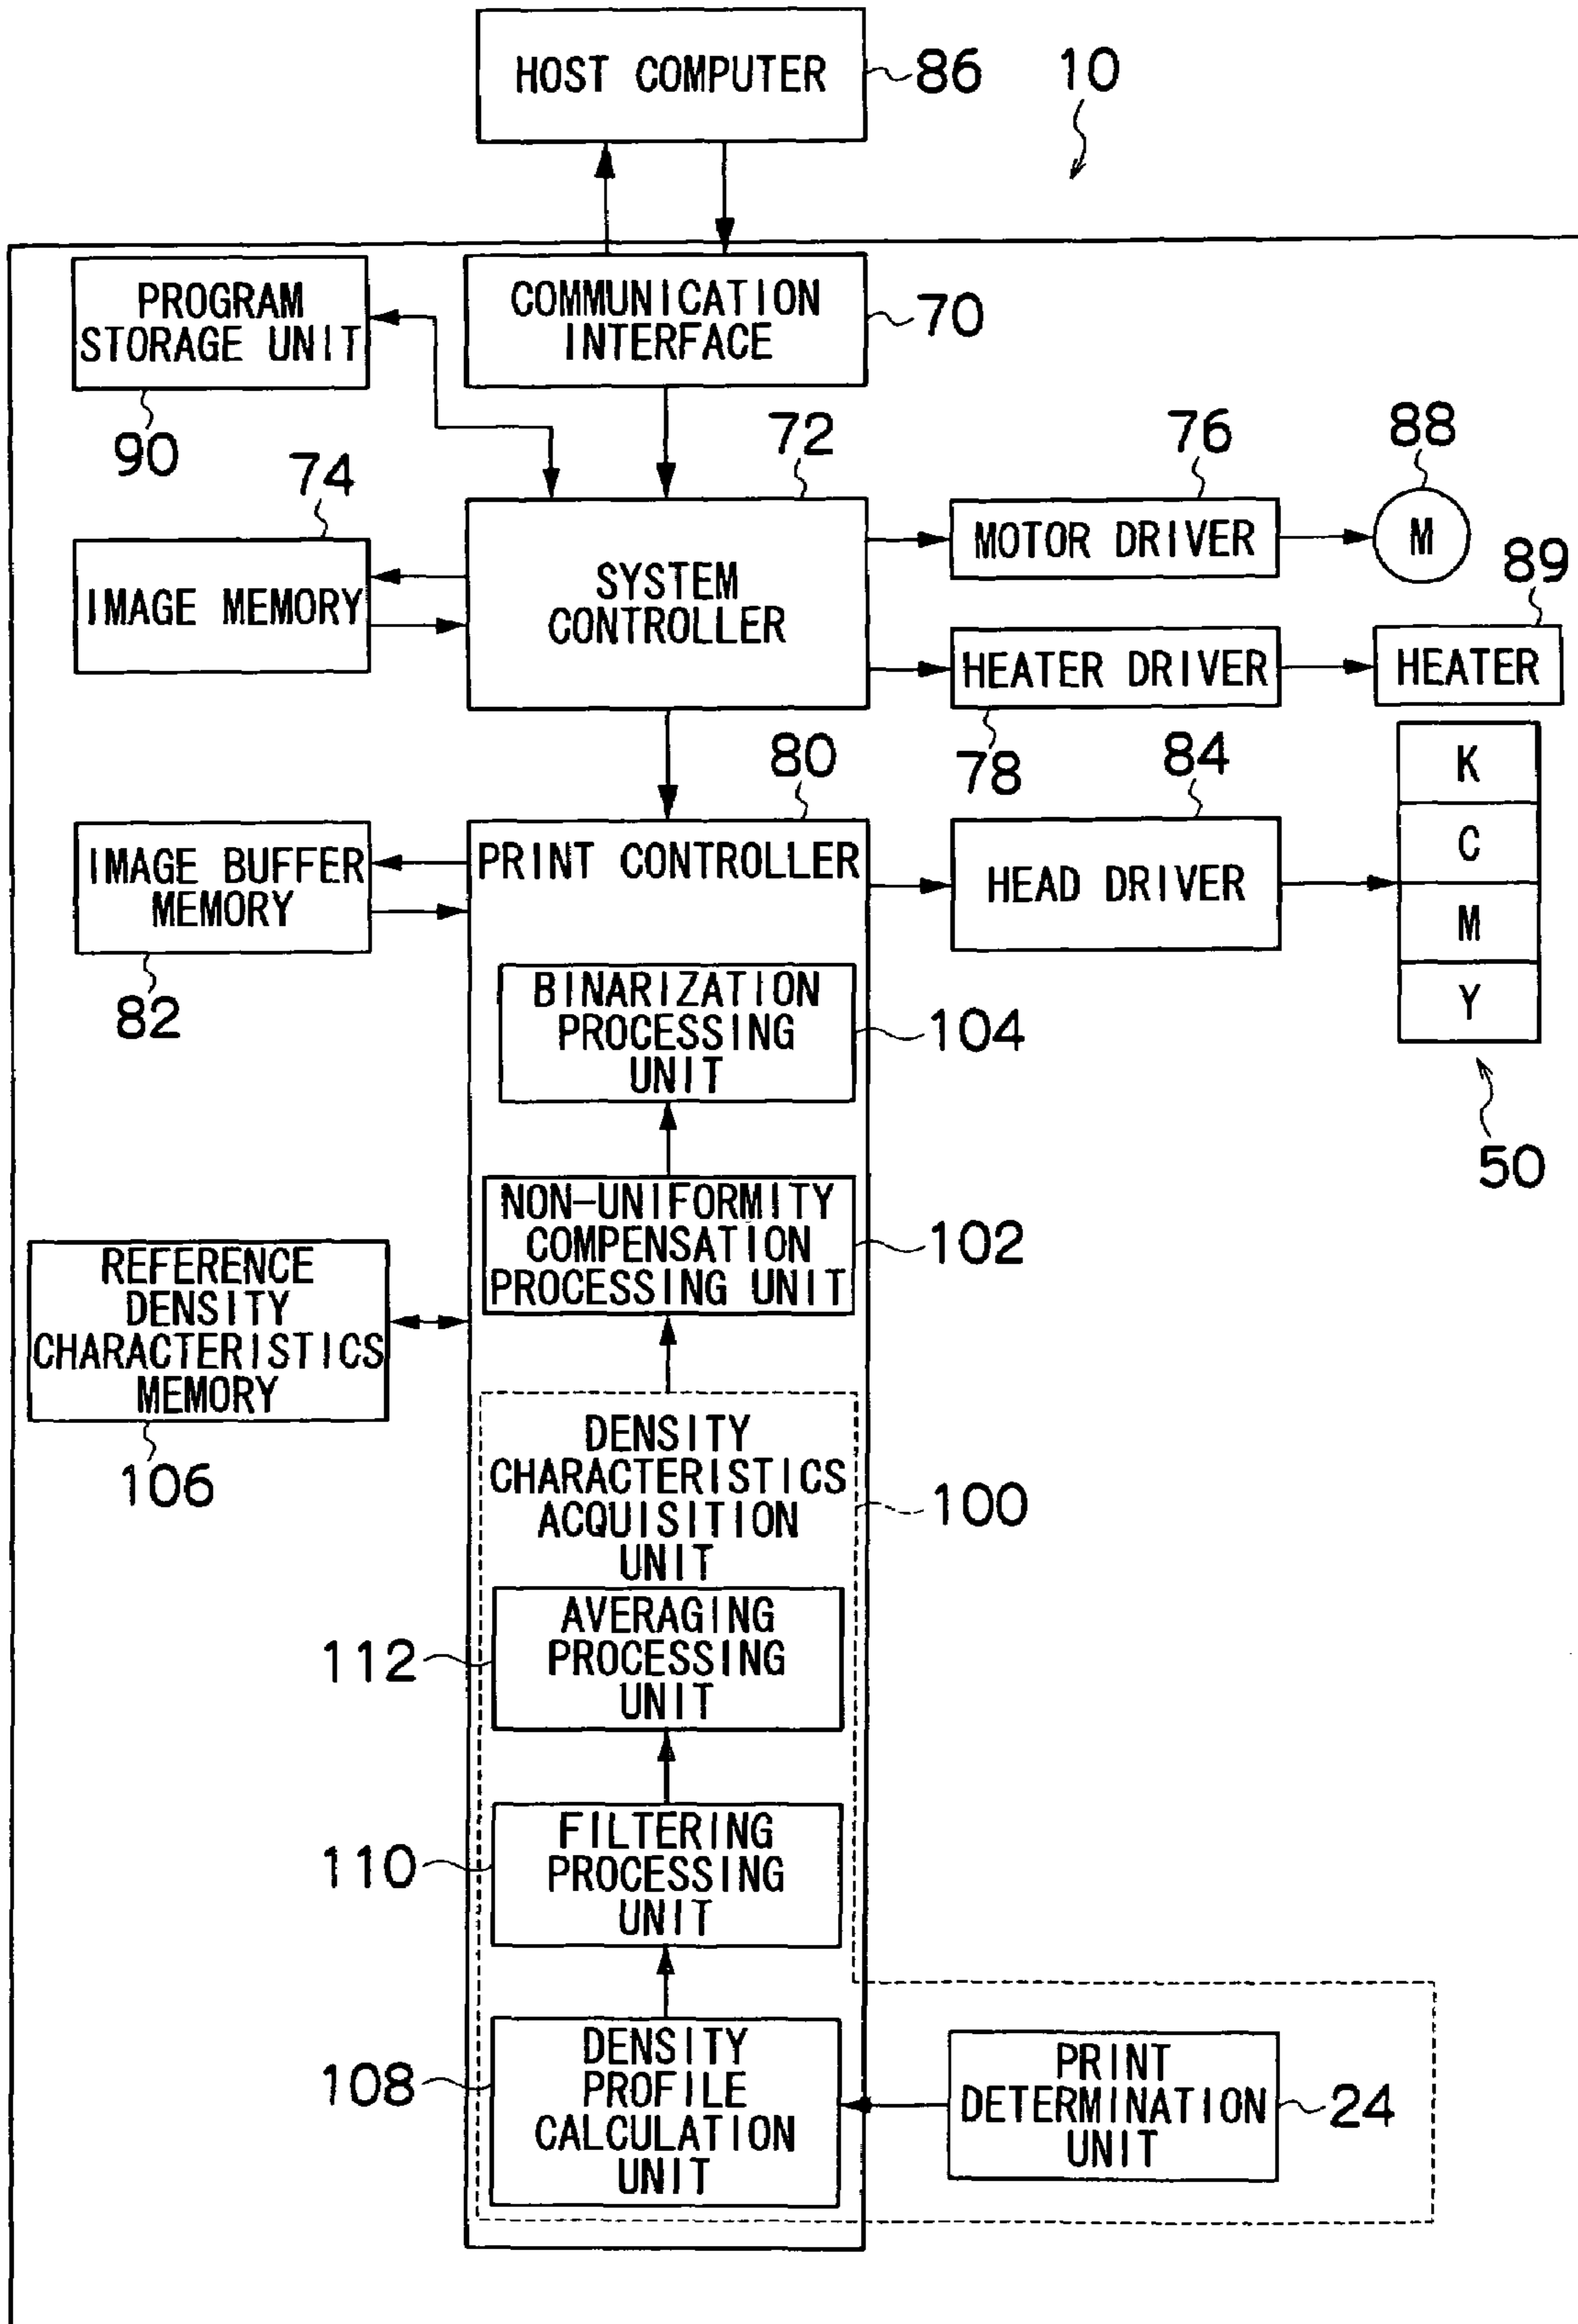 HOST COMPUTER
86
10
PROGRAM
STORAGE UNIT
90
COMMUNICATION
INTERFACE
70
72
76
88
74
IMAGE MEMORY
SYSTEM
CONTROLLER
MOTOR DRIVER
M
89
HEATER DRIVER
HEATER
78
80
84
K
C
M
Y
50
IMAGE BUFFER
MEMORY
82
PRINT CONTROLLER
HEAD DRIVER
BINARIZATION
PROCESSING
UNIT
104
NON-UNIFORMITY
COMPENSATION
PROCESSING UNIT
102
REFERENCE
DENSITY
CHARACTERISTICS
MEMORY
106
DENSITY
CHARACTERISTICS
ACQUISITION
UNIT
100
AVERAGING
PROCESSING
UNIT
112
FILTERING
PROCESSING
UNIT
110
DENSITY
PROFILE
CALCULATION
UNIT
108
PRINT
DETERMINATION
UNIT
24